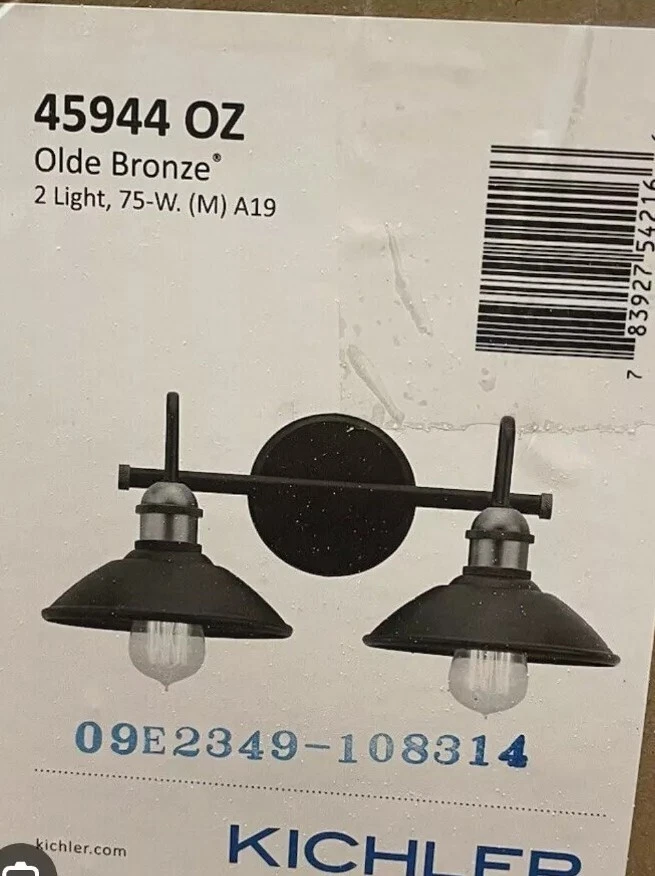 45944 OZ
Olde Bronze®
2 Light, 75-W. (M) A19
7 83927 54216
09E2349-108314
kichler.com
KICHLER